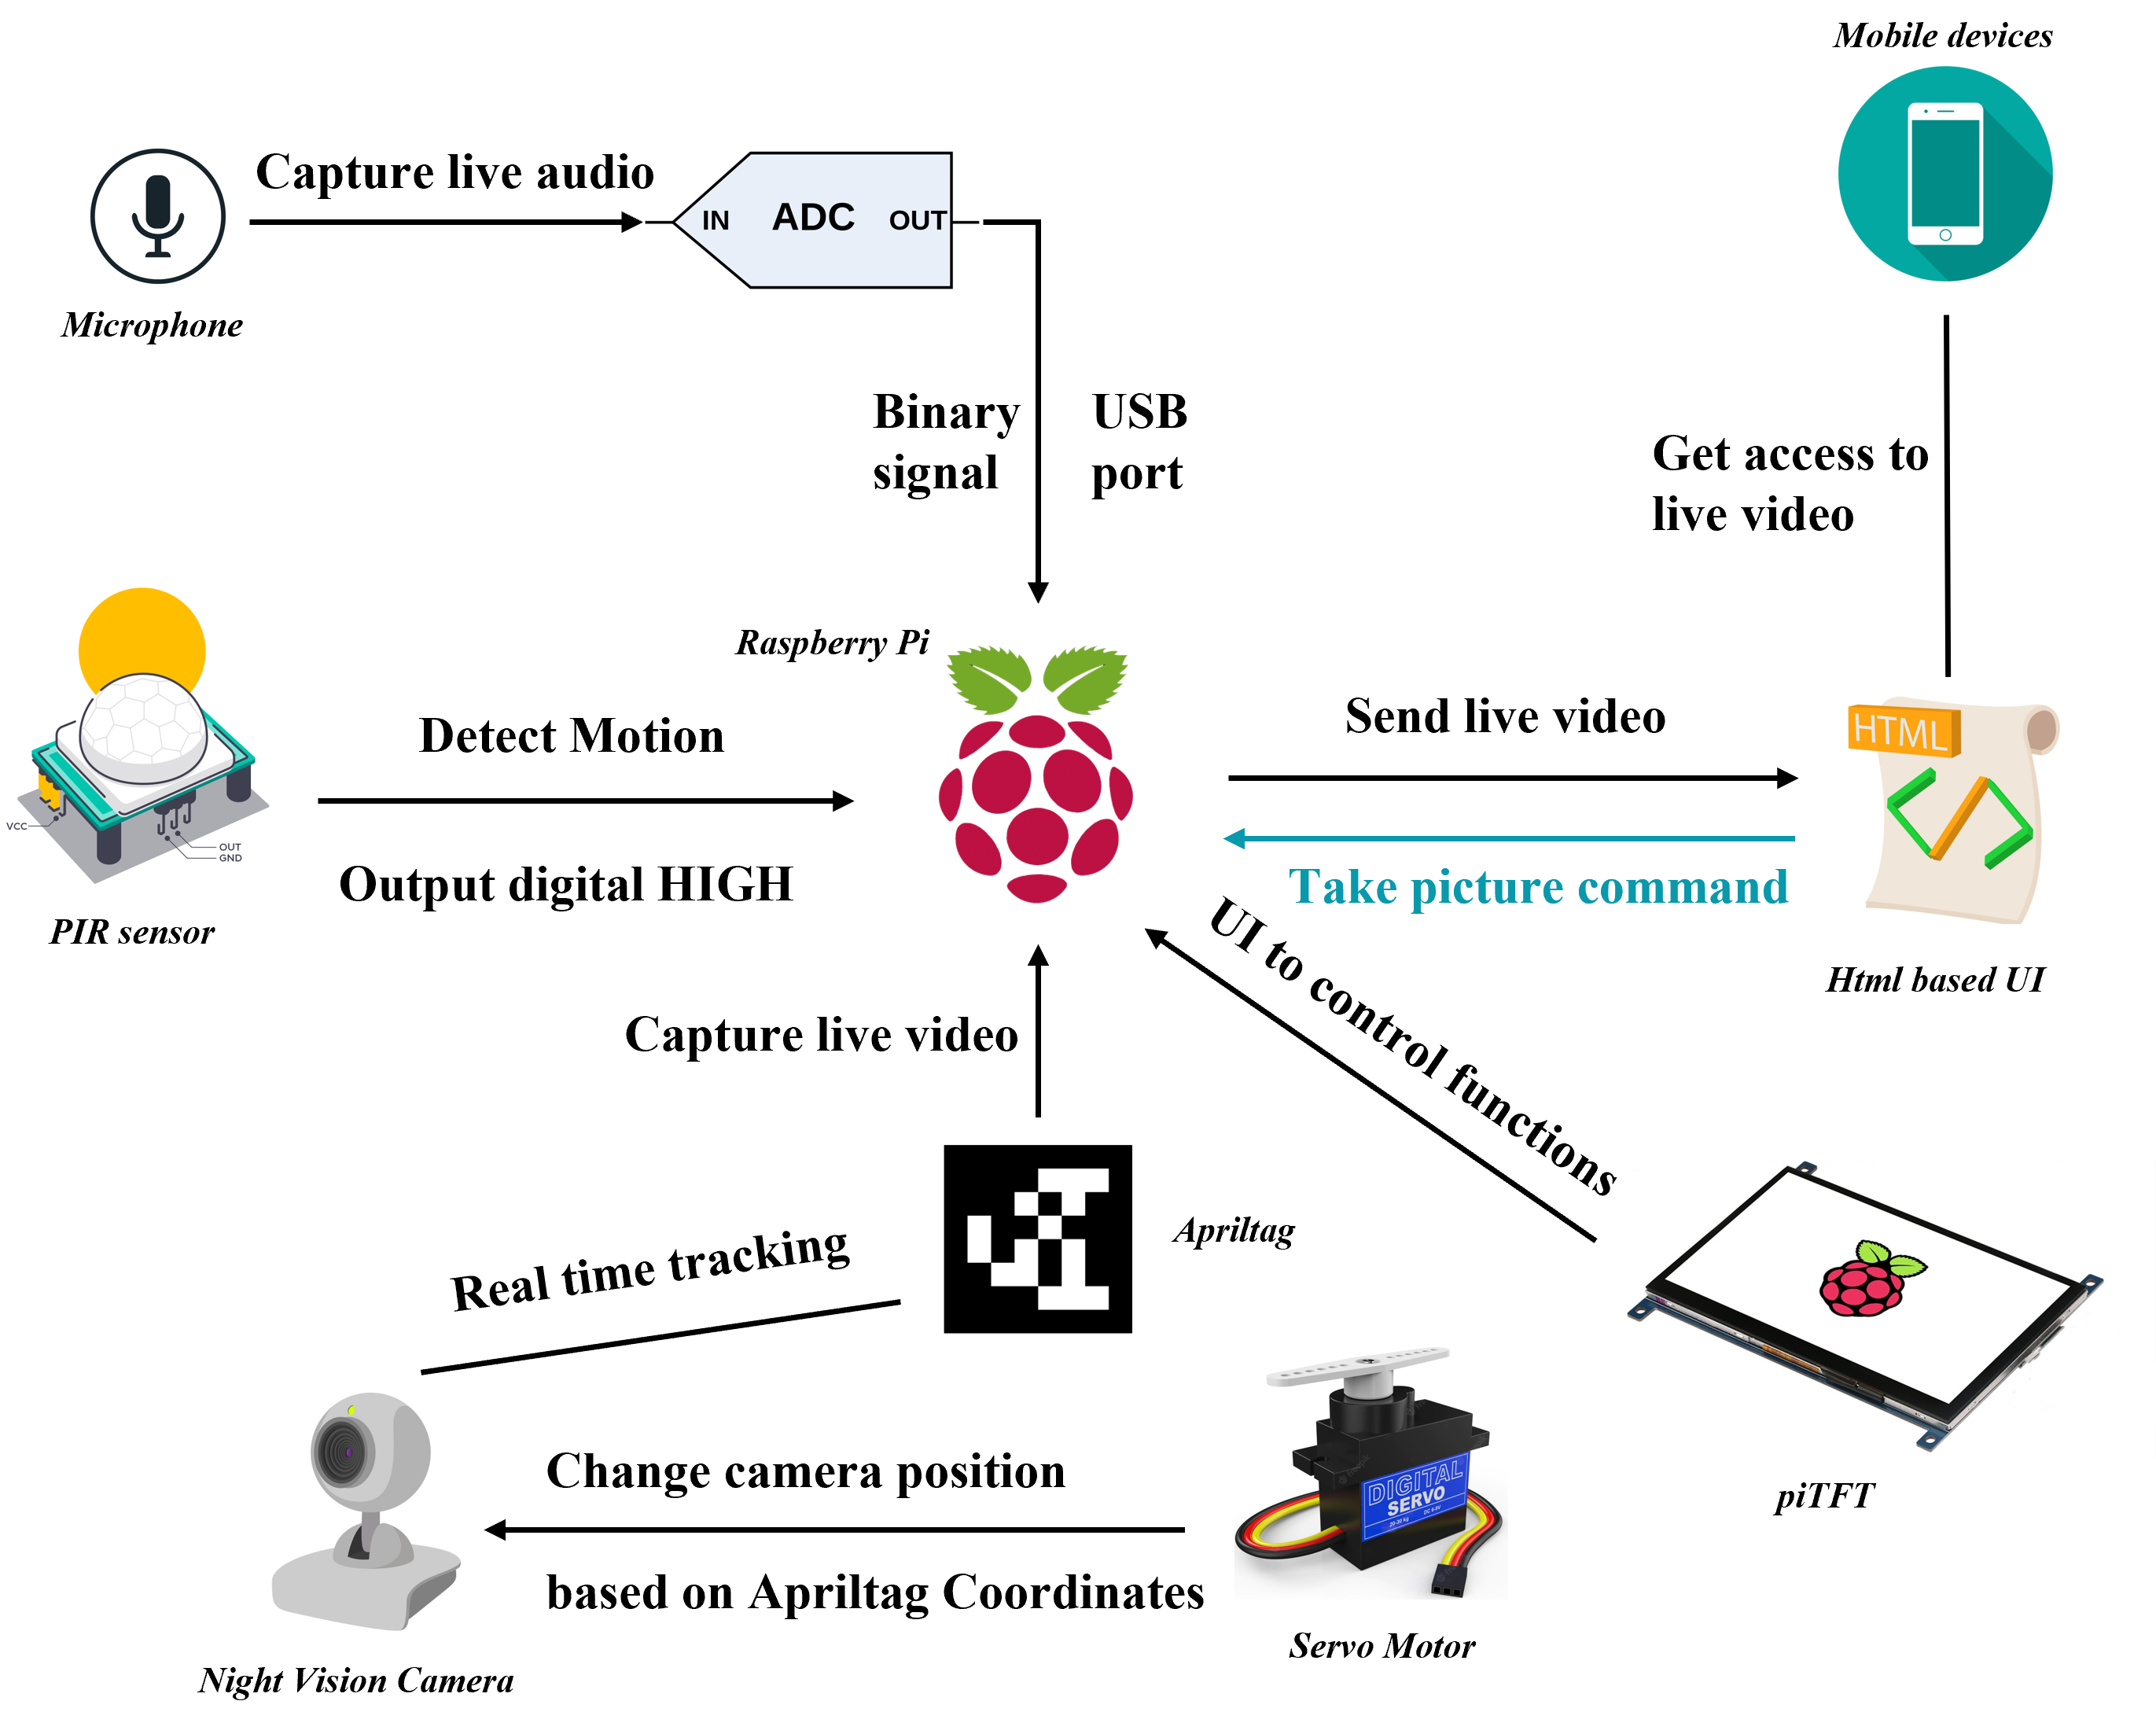 Mobile devices
Capture live audio
IN ADC OUT
Microphone
Binary
signal
USB
port
Get access to
live video
Raspberry Pi
Detect Motion
Output digital HIGH
VCC
OUT
GND
PIR sensor
Send live video
HTML
Take picture command
Html based UI
UI to control functions
Capture live video
Apriltag
Real time tracking
Change camera position
based on Apriltag Coordinates
DIGITAL
SERVO
piTFT
Servo Motor
Night Vision Camera